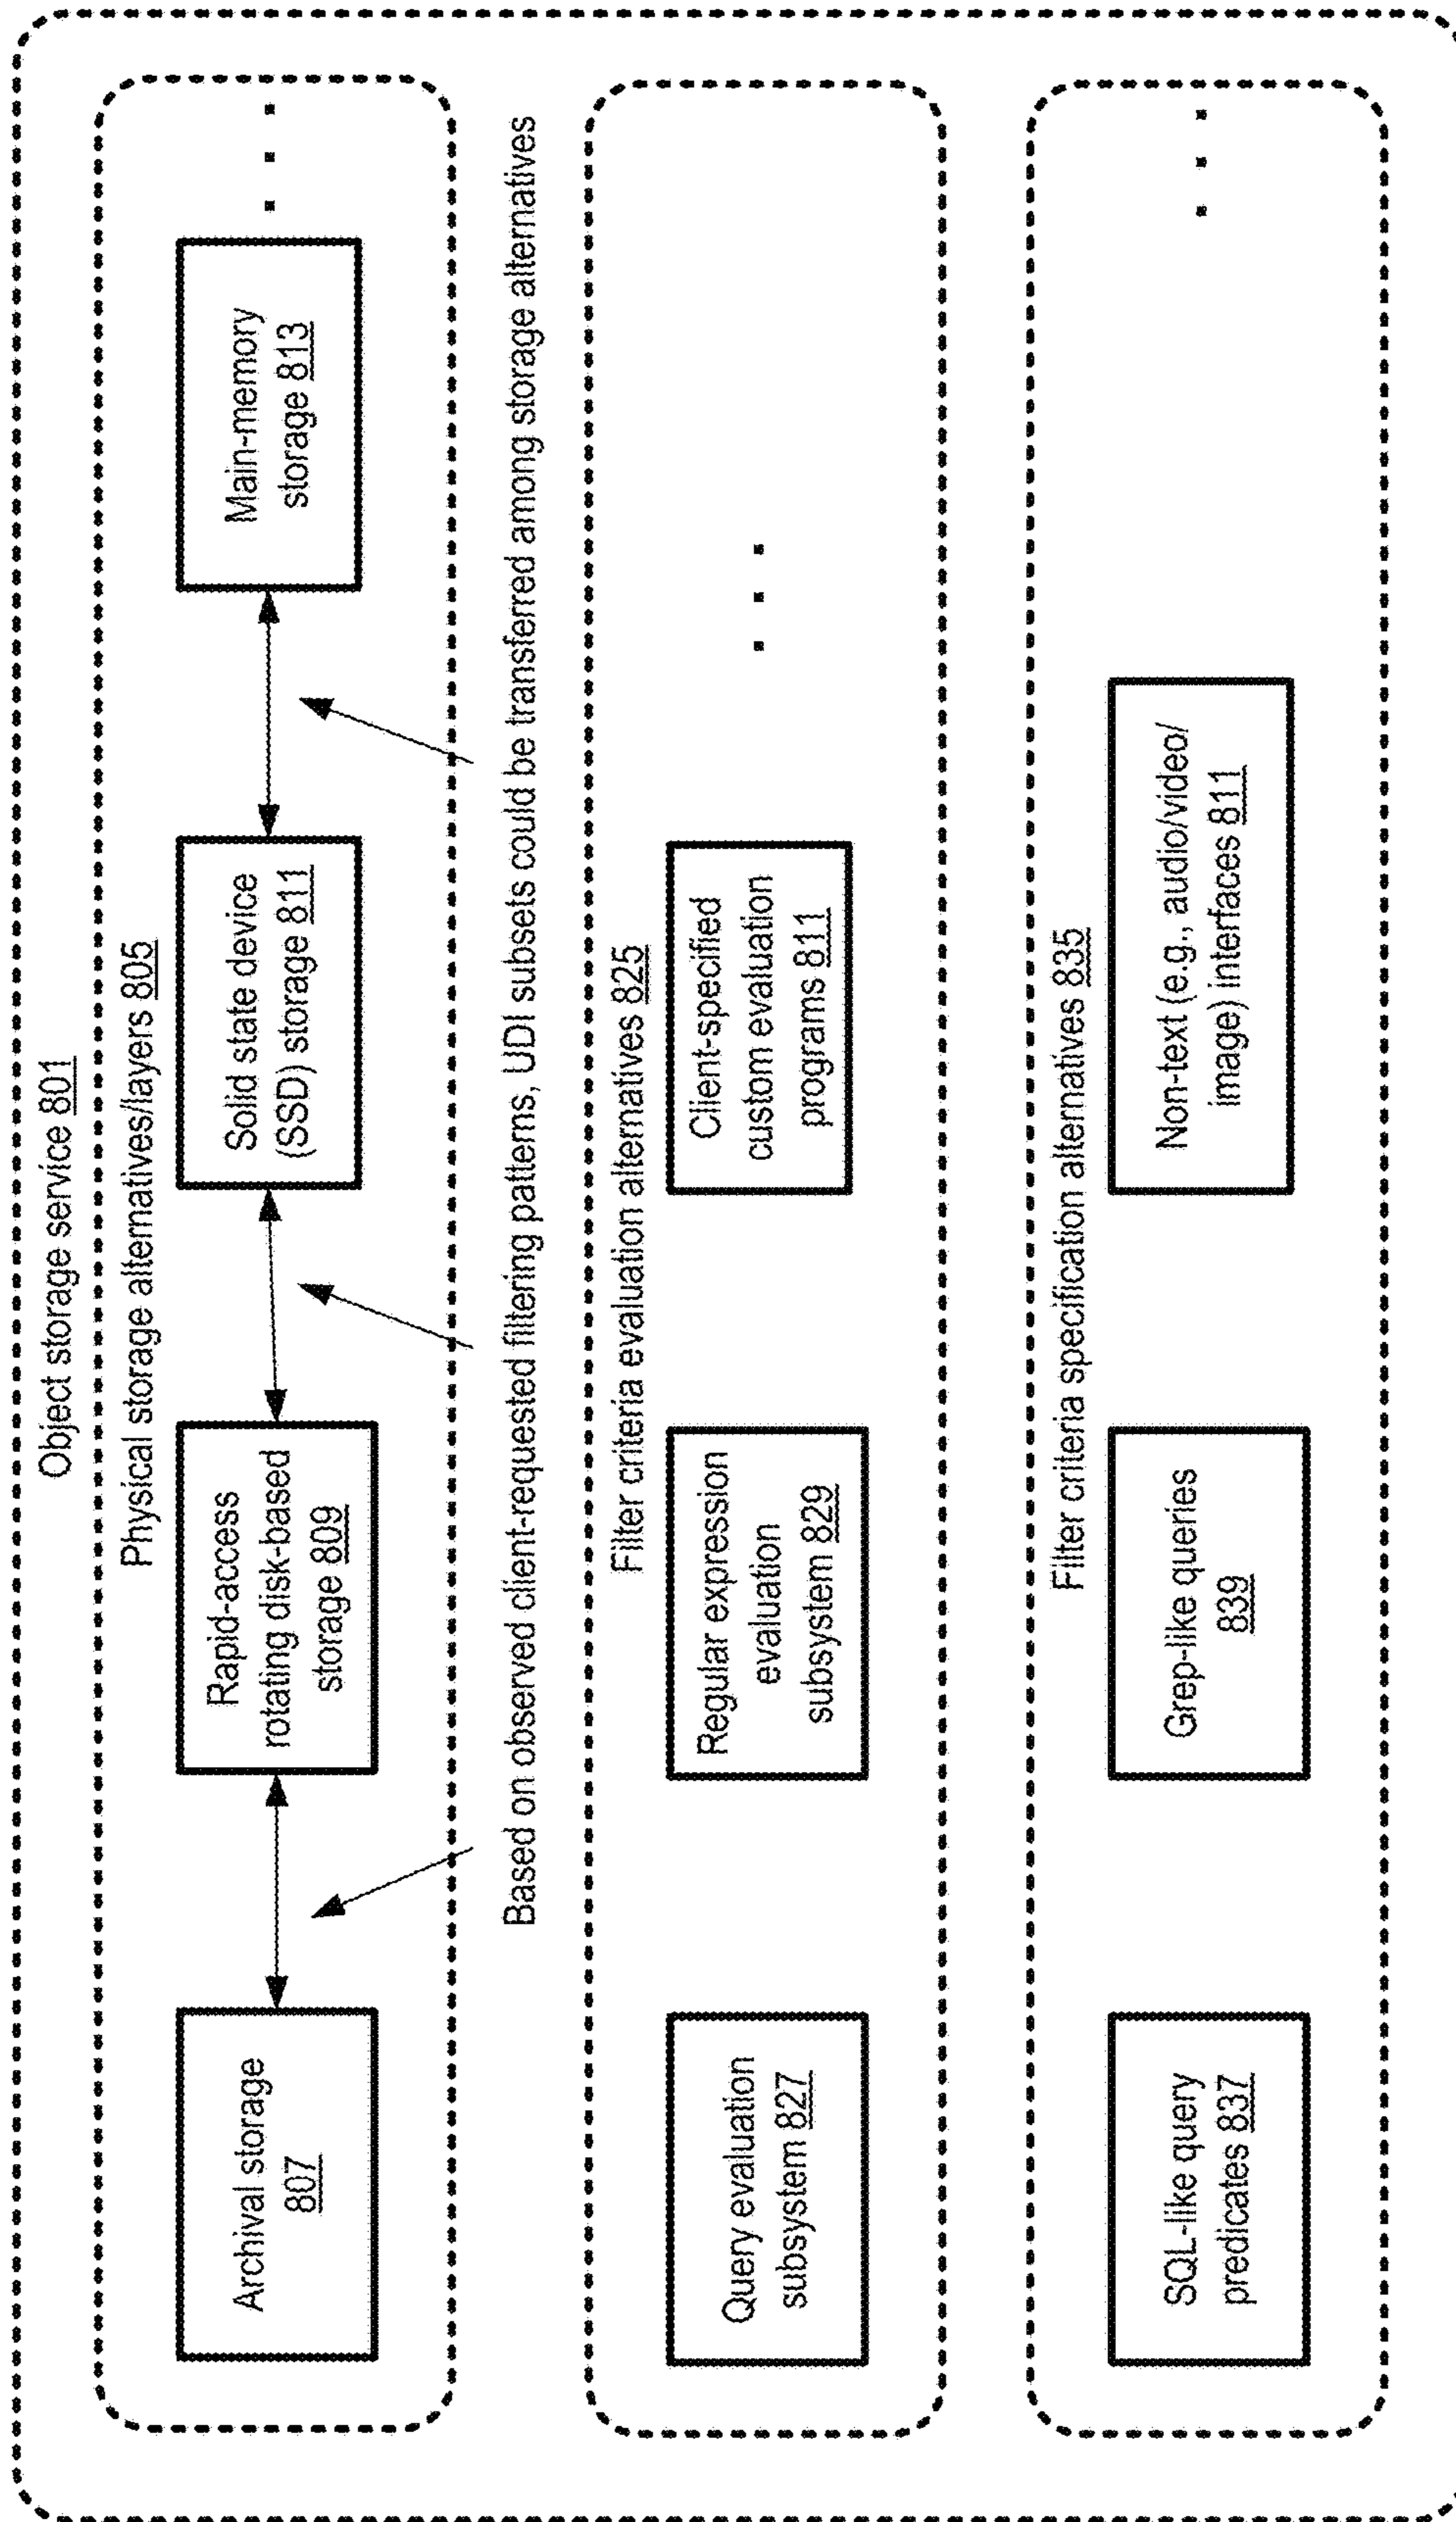 Object storage service 801
Physical storage alternatives/layers 805
Archival storage
807
Rapid-access
rotating disk-based
storage 809
Solid state device
(SSD) storage 811
Main-memory
storage 813
Based on observed client-requested filtering patterns, UDI subsets could be transferred among storage alternatives
Filter criteria evaluation alternatives 825
Query evaluation
subsystem 827
Regular expression
evaluation
subsystem 829
Client-specified
custom evaluation
programs 811
Filter criteria specification alternatives 835
SQL-like query
predicates 837
Grep-like queries
839
Non-text (e.g., audio/video/
image) interfaces 811